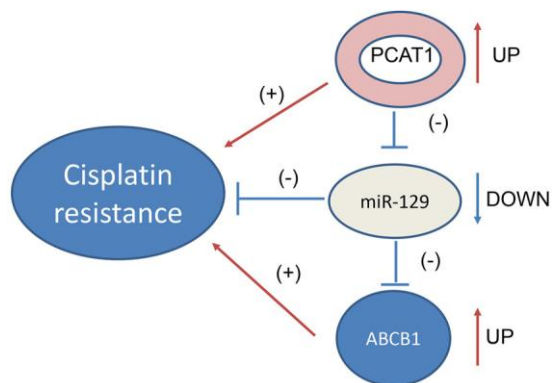 PCAT1
UP
(+)
(-)
Cisplatin
resistance
(-)
miR-129
DOWN
(-)
(+)
ABCB1
UP